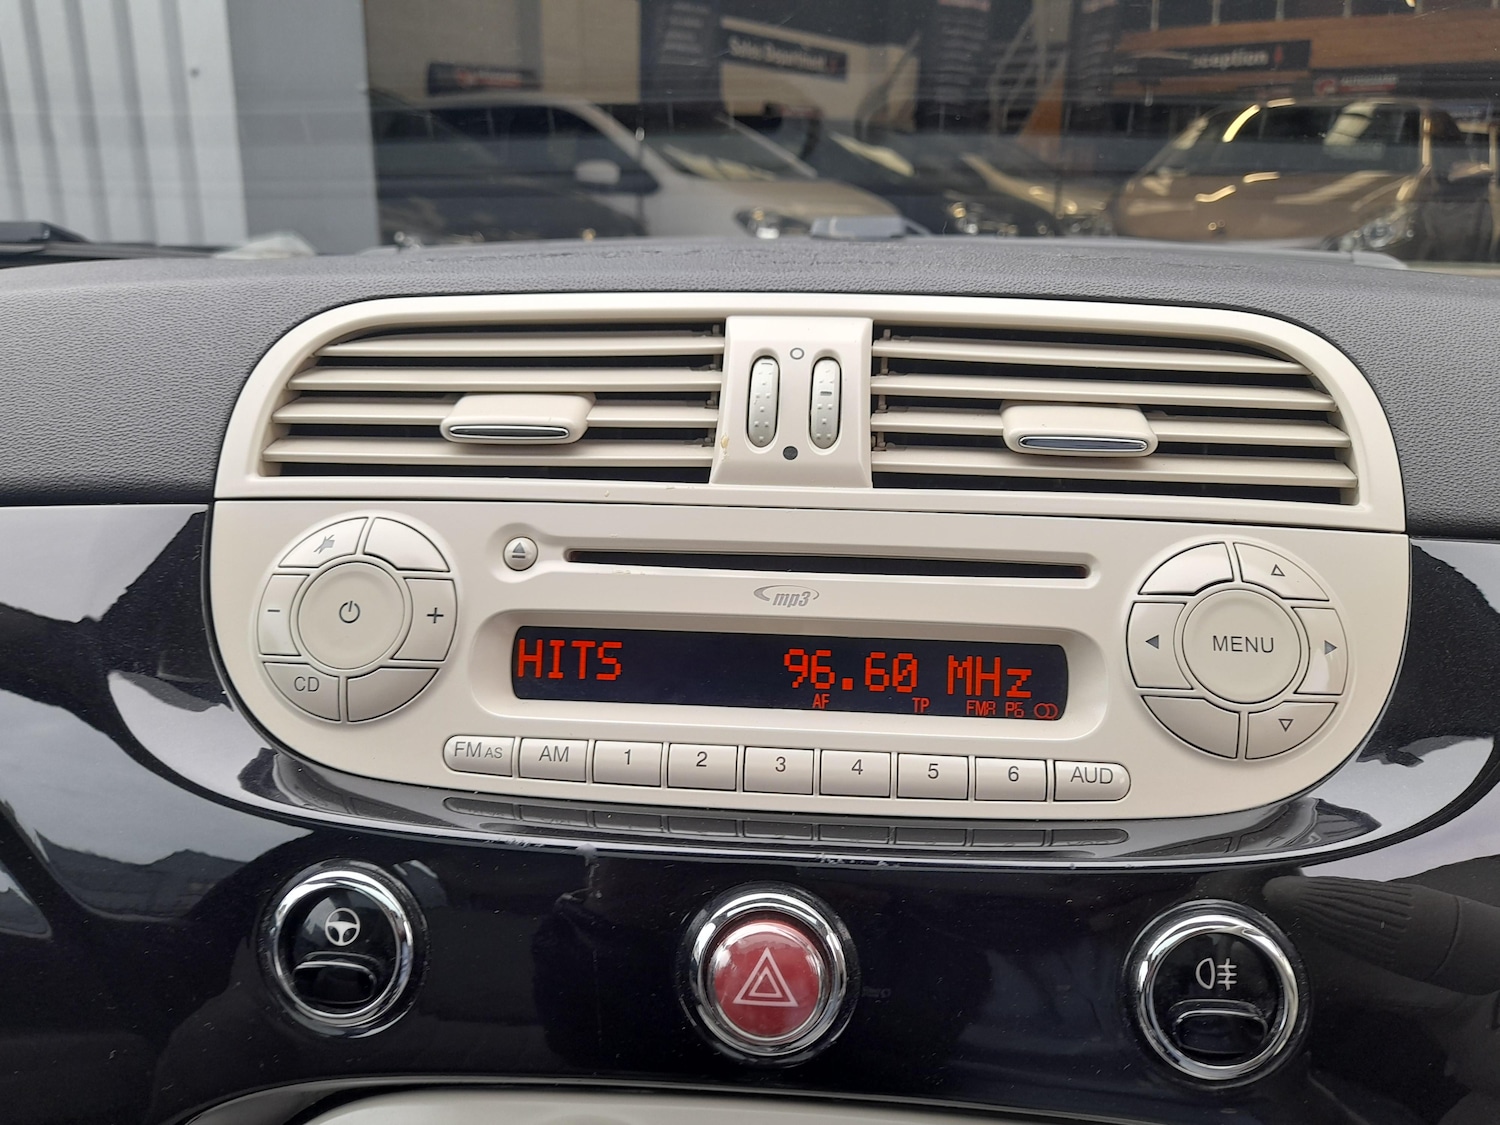 Reception
mp3
HITS 96.60 MHz
AF TP FMA P6
CD
MENU
FM AS AM 1 2 3 4 5 6 AUD